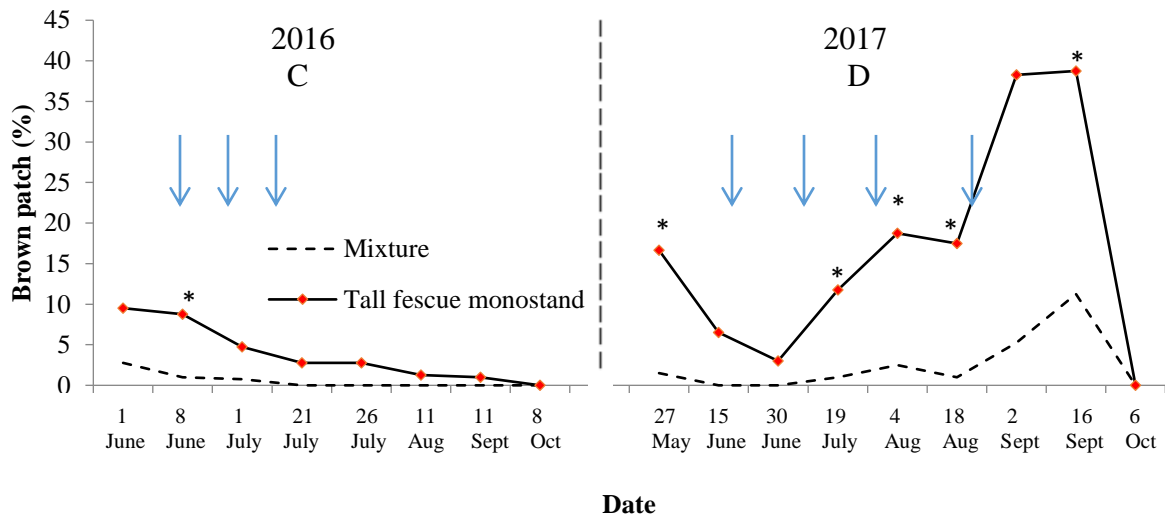 45
40
35
30
25
20
15
10
5
0
Brown patch (%)
2016
C
2017
D
*
*
*
*
*
*
Mixture
Tall fescue monostand
1 8 1 21 26 11 11 8
June June July July July Aug Sept Oct
27 15 30 19 4 18 2 16 6
May June June July Aug Aug Sept Sept Oct
Date